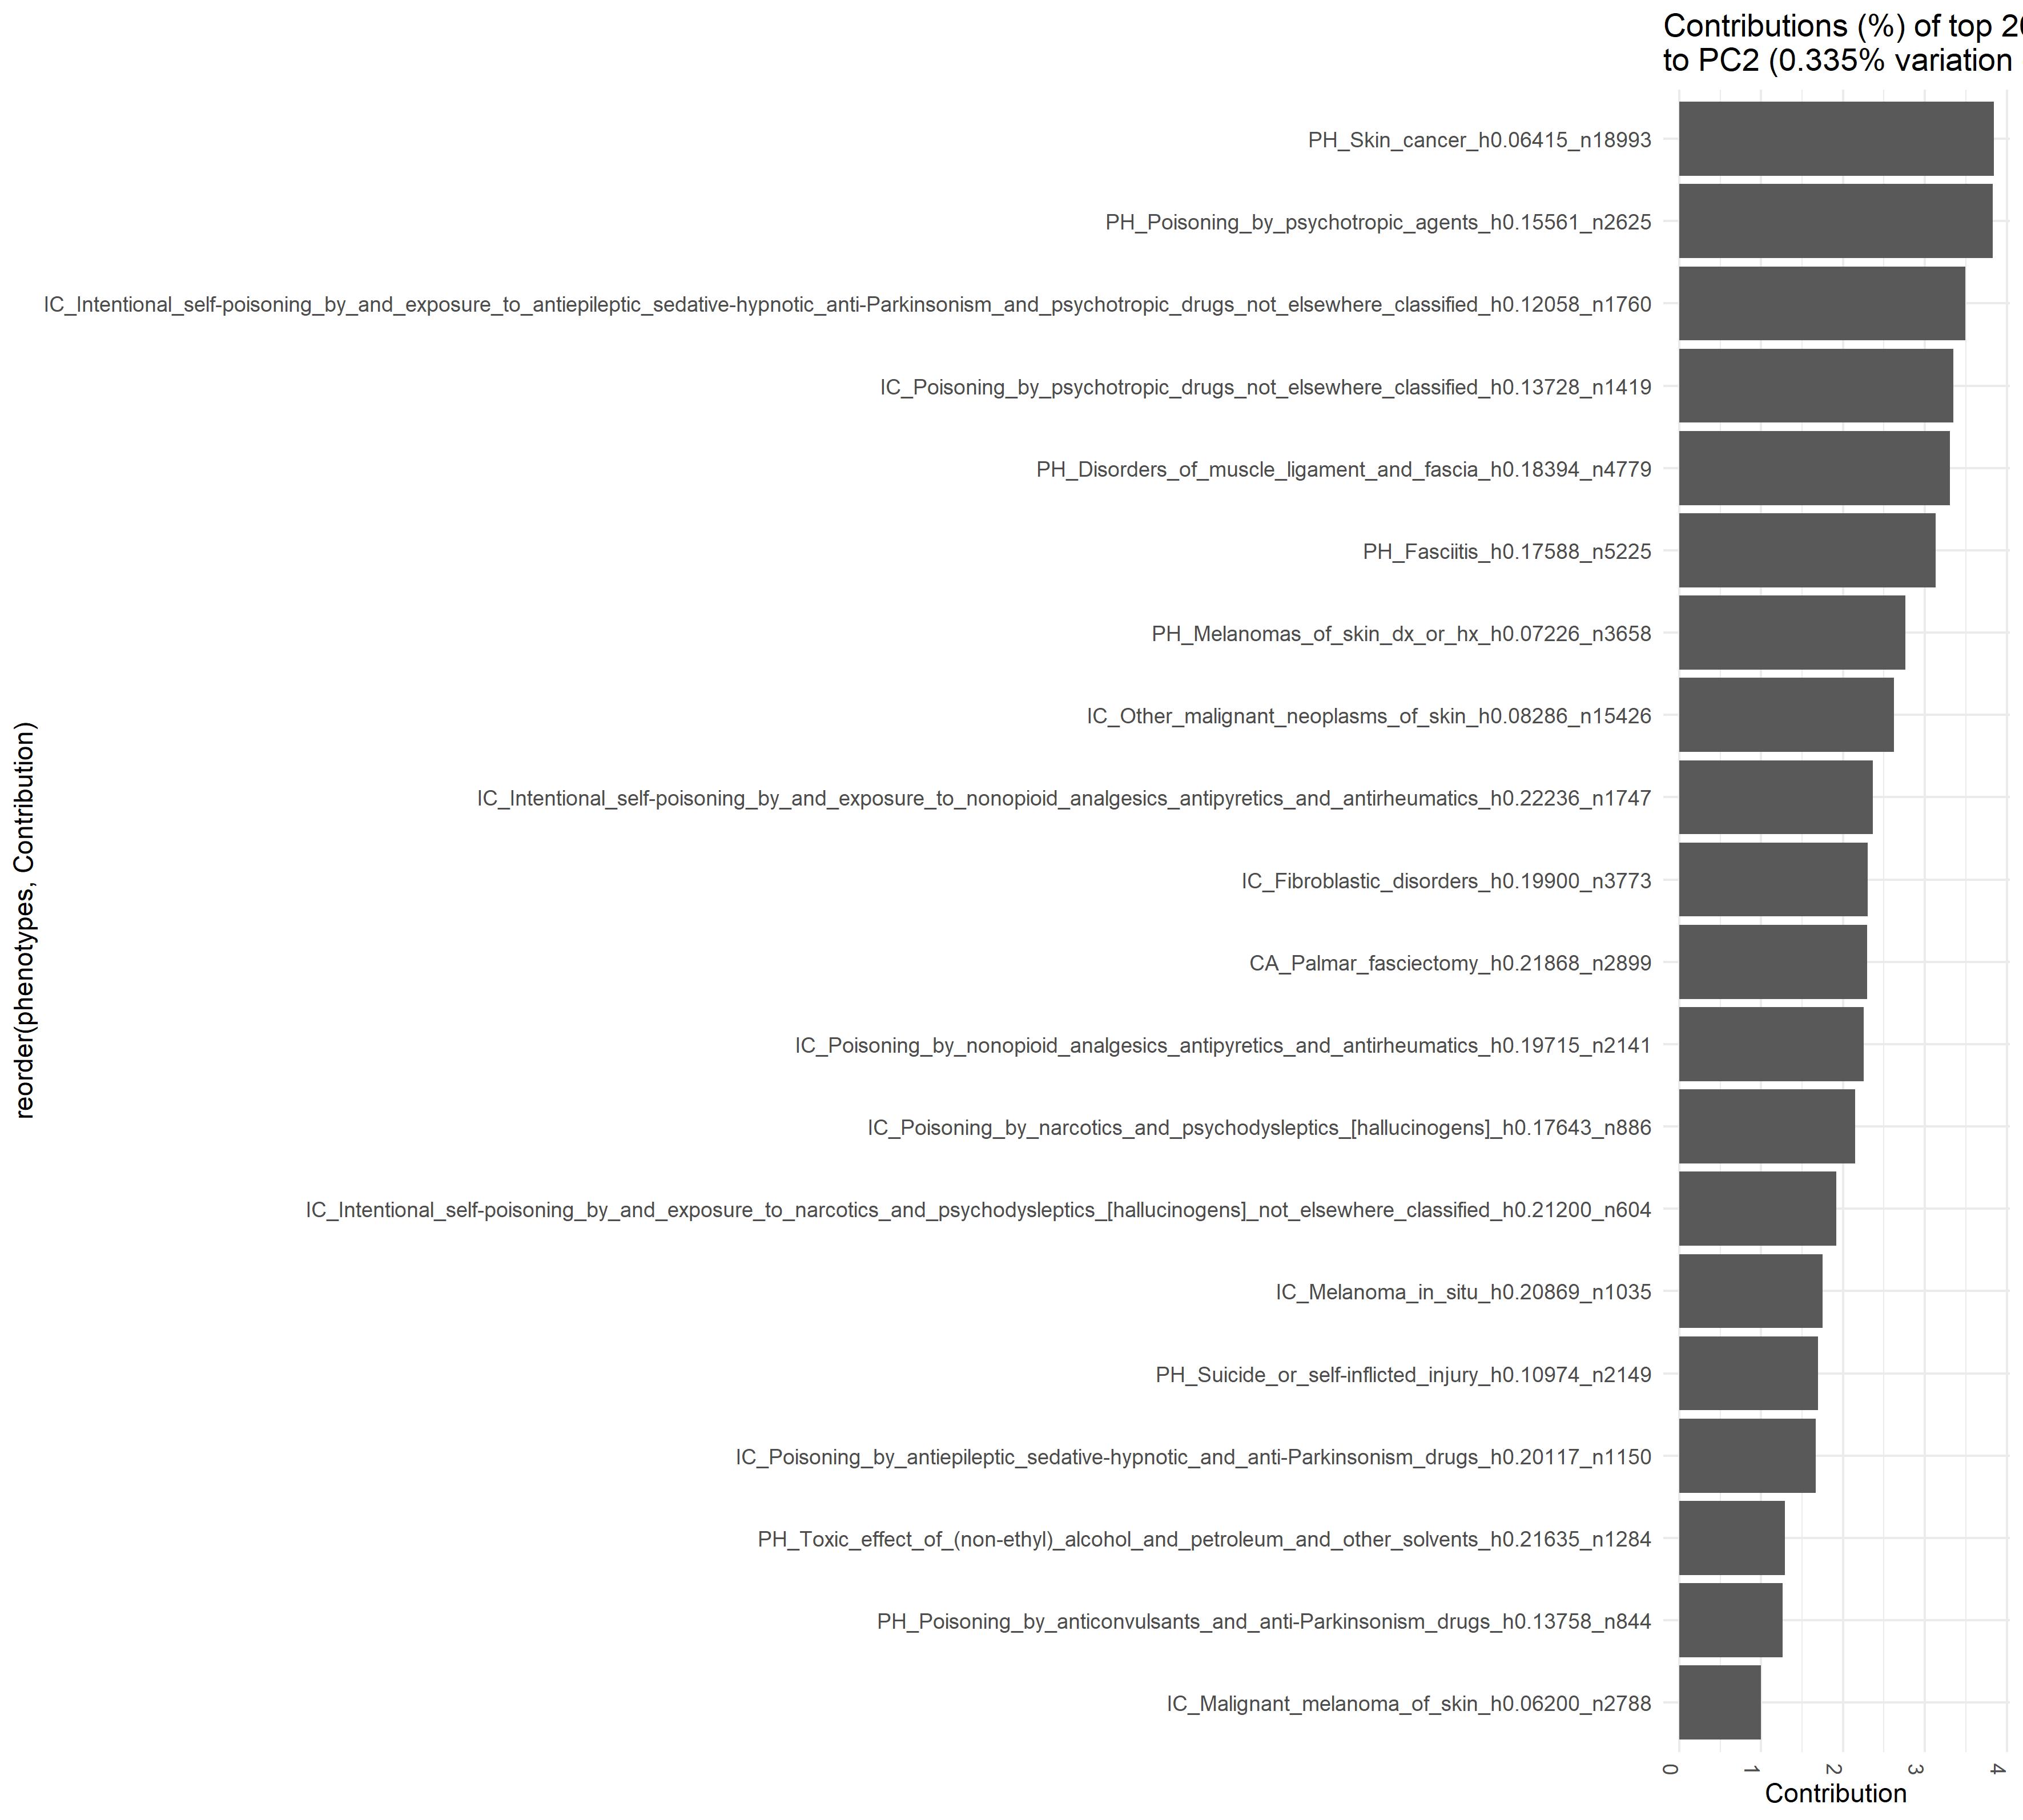 Contributions (%) of top 20
to PC2 (0.335% variation
PH_Skin_cancer_h0.06415_n18993
PH_Poisoning_by_psychotropic_agents_h0.15561_n2625
IC_Intentional_self-poisoning_by_and_exposure_to_antiepileptic_sedative-hypnotic_anti-Parkinsonism_and_psychotropic_drugs_not_elsewhere_classified_h0.12058_n1760
IC_Poisoning_by_psychotropic_drugs_not_elsewhere_classified_h0.13728_n1419
PH_Disorders_of_muscle_ligament_and_fascia_h0.18394_n4779
PH_Fasciitis_h0.17588_n5225
PH_Melanomas_of_skin_dx_or_hx_h0.07226_n3658
IC_Other_malignant_neoplasms_of_skin_h0.08286_n15426
IC_Intentional_self-poisoning_by_and_exposure_to_nonopioid_analgesics_antipyretics_and_antirheumatics_h0.22236_n1747
IC_Fibroblastic_disorders_h0.19900_n3773
CA_Palmar_fasciectomy_h0.21868_n2899
IC_Poisoning_by_nonopioid_analgesics_antipyretics_and_antirheumatics_h0.19715_n2141
IC_Poisoning_by_narcotics_and_psychodysleptics_[hallucinogens]_h0.17643_n886
IC_Intentional_self-poisoning_by_and_exposure_to_narcotics_and_psychodysleptics_[hallucinogens]_not_elsewhere_classified_h0.21200_n604
IC_Melanoma_in_situ_h0.20869_n1035
PH_Suicide_or_self-inflicted_injury_h0.10974_n2149
IC_Poisoning_by_antiepileptic_sedative-hypnotic_and_anti-Parkinsonism_drugs_h0.20117_n1150
PH_Toxic_effect_of_(non-ethyl)_alcohol_and_petroleum_and_other_solvents_h0.21635_n1284
PH_Poisoning_by_anticonvulsants_and_anti-Parkinsonism_drugs_h0.13758_n844
IC_Malignant_melanoma_of_skin_h0.06200_n2788
reorder(phenotypes, Contribution)
0 1 2 3 4
Contribution